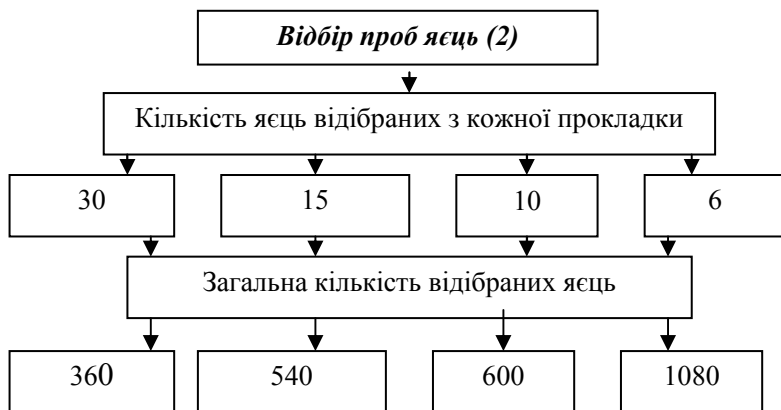 Відбір проб яєць (2)
Кількість яєць відібраних з кожної прокладки
30 15 10 6
Загальна кількість відібраних яєць
360 540 600 1080